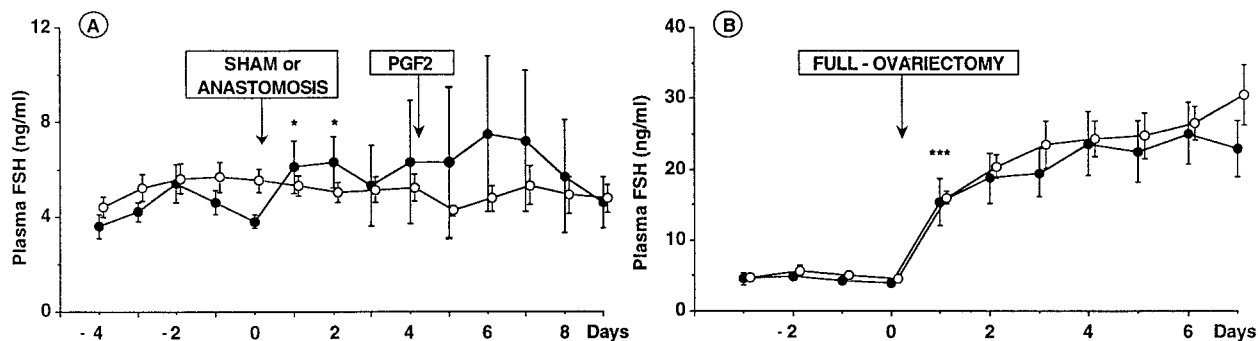 A
Plasma FSH (ng/ml)
12
8
4
0
SHAM or
ANASTOMOSIS
PGF2
* *
- 4 - 2 0 2 4 6 8 Days
B
Plasma FSH (ng/ml)
40
30
20
10
0
FULL - OVARIECTOMY
***
- 2 0 2 4 6 Days